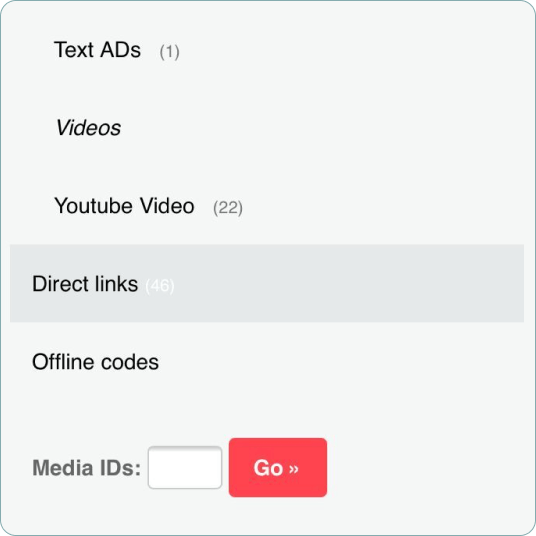 Text ADs (1)
Videos
Youtube Video (22)
Direct links (46)
Offline codes
Media IDs: Go »